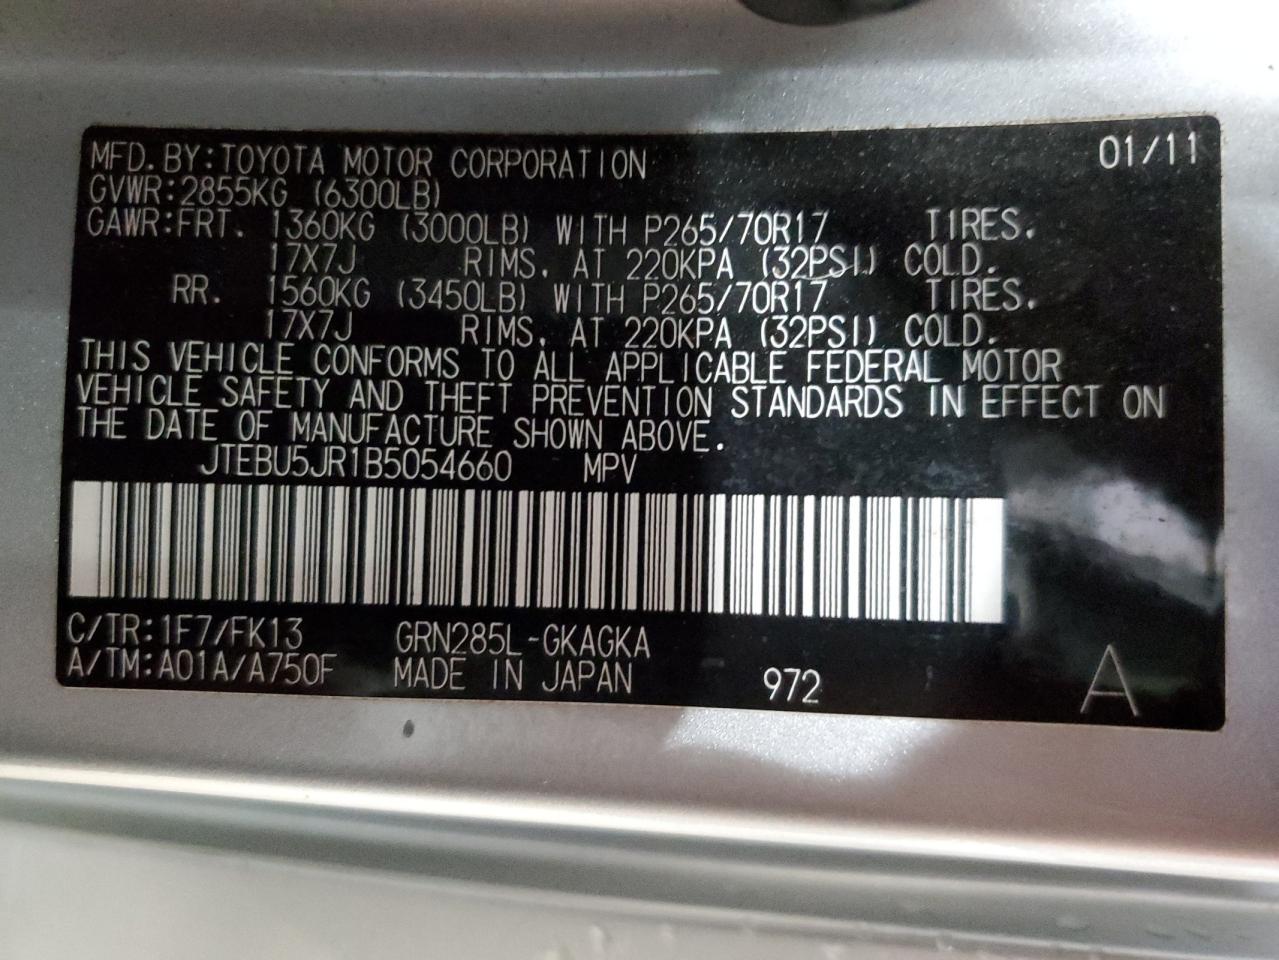 MFD. BY:TOYOTA MOTOR CORPORATION 01/11
GVWR:2855KG (6300LB)
GAWR:FRT. 1360KG (3000LB) WITH P265/70R17 TIRES.
17X7J RIMS, AT 220KPA (32PSI) COLD.
RR. 1560KG (3450LB) WITH P265/70R17 TIRES.
17X7J RIMS, AT 220KPA (32PSI) COLD.
THIS VEHICLE CONFORMS TO ALL APPLICABLE FEDERAL MOTOR
VEHICLE SAFETY AND THEFT PREVENTION STANDARDS IN EFFECT ON
THE DATE OF MANUFACTURE SHOWN ABOVE.
JTEBU5JR1B5054660 MPV
C/TR:1F7/FK13 GRN285L-GKAGKA
A/TM:A01A/A750F MADE IN JAPAN 972 A